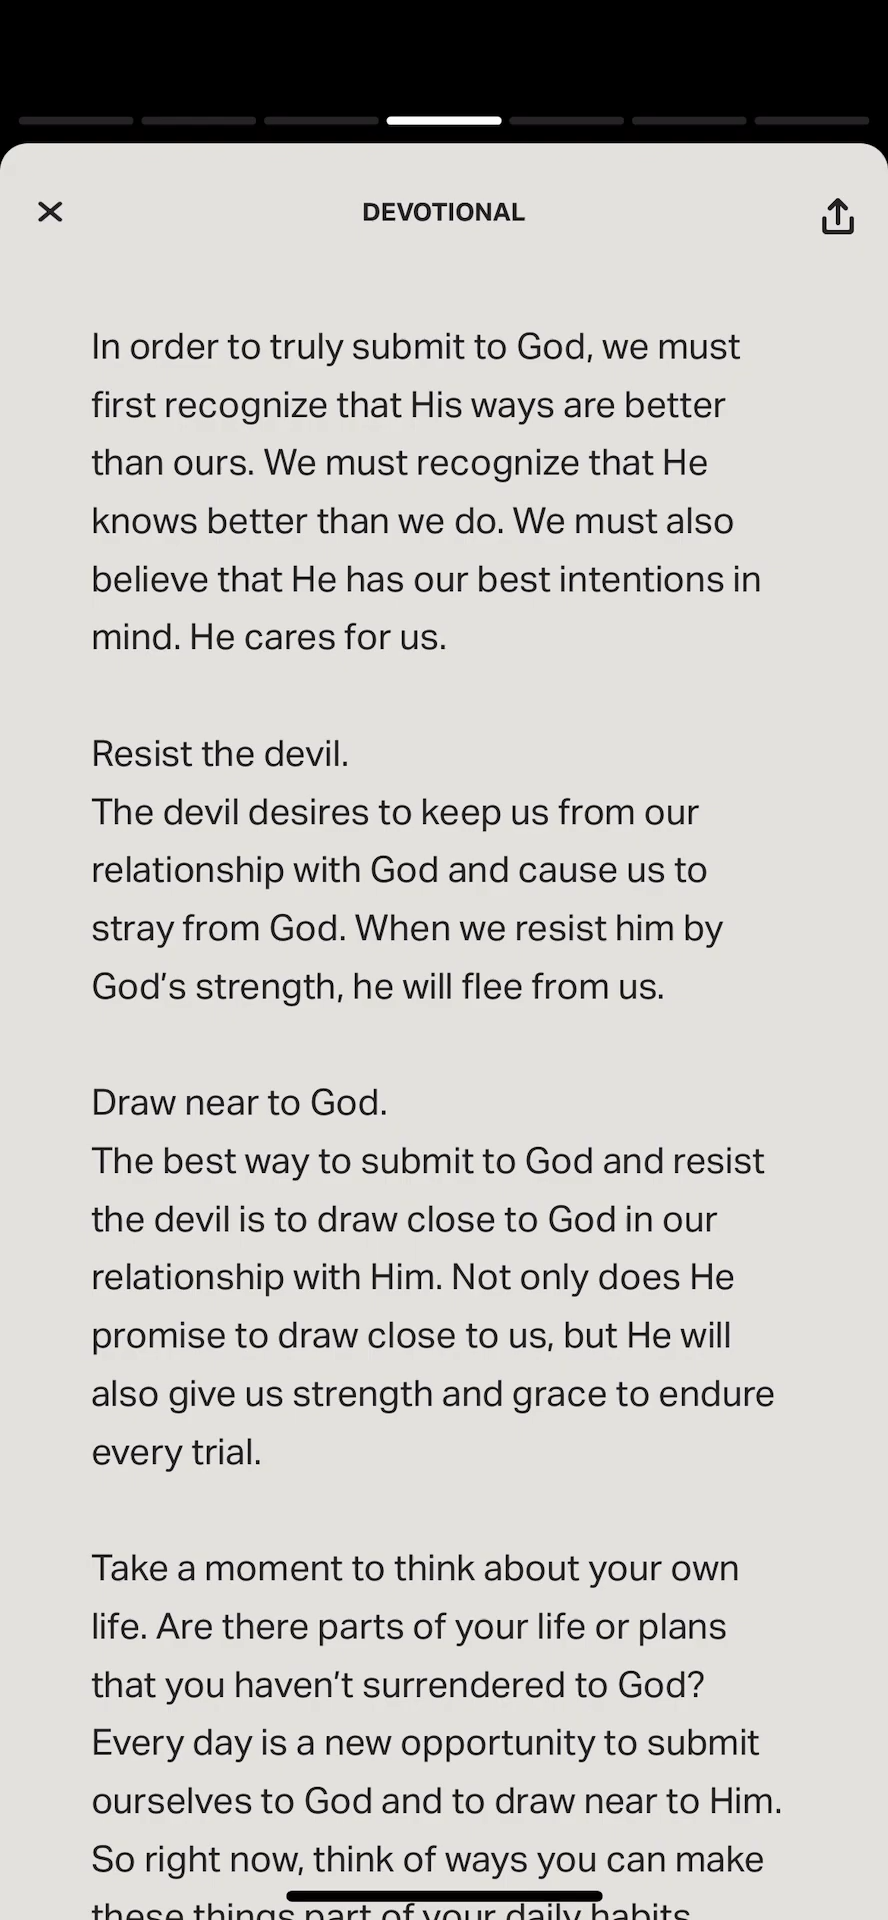 DEVOTIONAL
In order to truly submit to God, we must
first recognize that His ways are better
than ours. We must recognize that He
knows better than we do. We must also
believe that He has our best intentions in
mind. He cares for us.
Resist the devil.
The devil desires to keep us from our
relationship with God and cause us to
stray from God. When we resist him by
God’s strength, he will flee from us.
Draw near to God.
The best way to submit to God and resist
the devil is to draw close to God in our
relationship with Him. Not only does He
promise to draw close to us, but He will
also give us strength and grace to endure
every trial.
Take a moment to think about your own
life. Are there parts of your life or plans
that you haven’t surrendered to God?
Every day is a new opportunity to submit
ourselves to God and to draw near to Him.
So right now, think of ways you can make
these things part of your daily habits